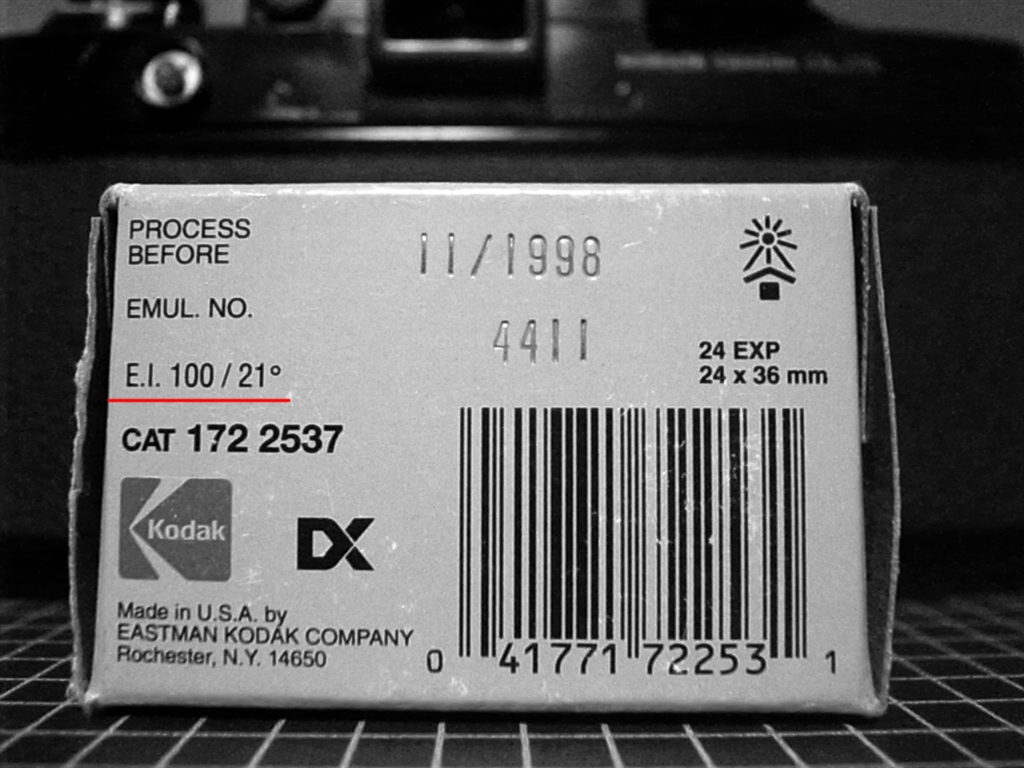 PROCESS
BEFORE
11/1998
EMUL. NO.
4411
E.I. 100 / 21°
24 EXP
24 x 36 mm
CAT 172 2537
Kodak
DX
Made in U.S.A. by
EASTMAN KODAK COMPANY
Rochester, N.Y. 14650
0 41771 72253 1